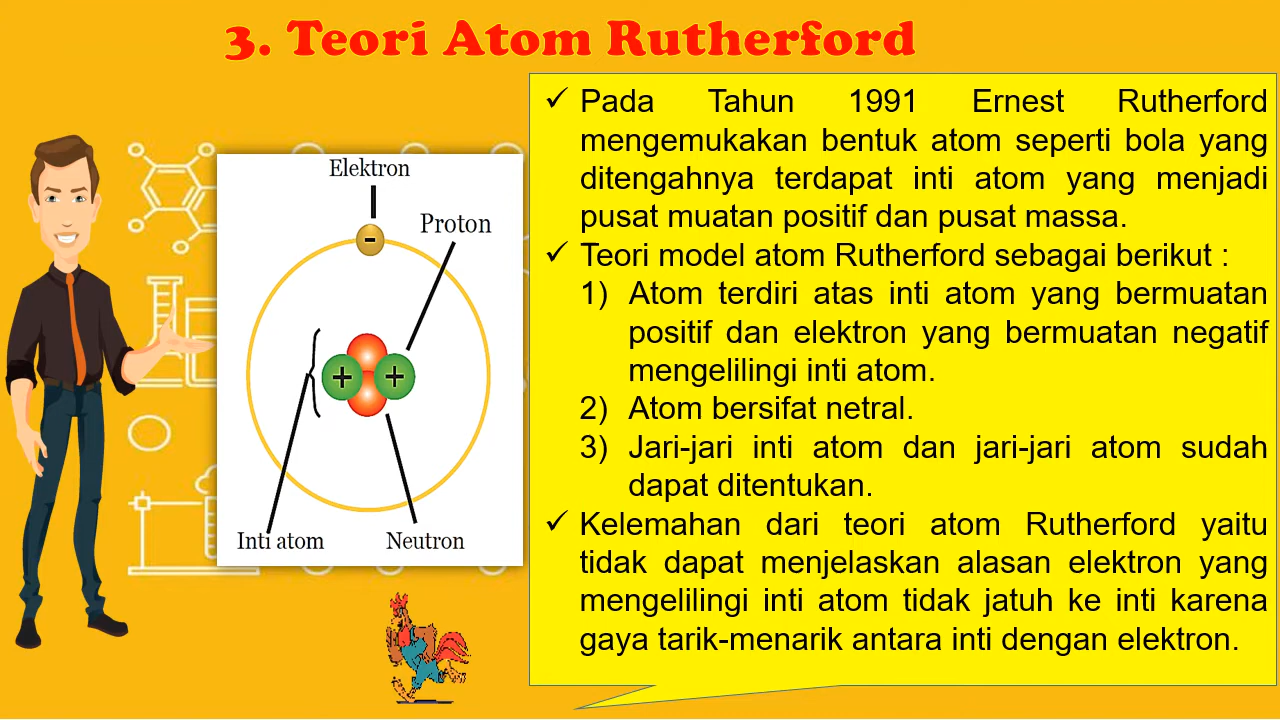 3. Teori Atom Rutherford
Elektron
Proton
-
+ +
Inti atom Neutron
✓ Pada Tahun 1991 Ernest Rutherford
mengemukakan bentuk atom seperti bola yang
ditengahnya terdapat inti atom yang menjadi
pusat muatan positif dan pusat massa.
✓ Teori model atom Rutherford sebagai berikut :
1) Atom terdiri atas inti atom yang bermuatan
positif dan elektron yang bermuatan negatif
mengelilingi inti atom.
2) Atom bersifat netral.
3) Jari-jari inti atom dan jari-jari atom sudah
dapat ditentukan.
✓ Kelemahan dari teori atom Rutherford yaitu
tidak dapat menjelaskan alasan elektron yang
mengelilingi inti atom tidak jatuh ke inti karena
gaya tarik-menarik antara inti dengan elektron.